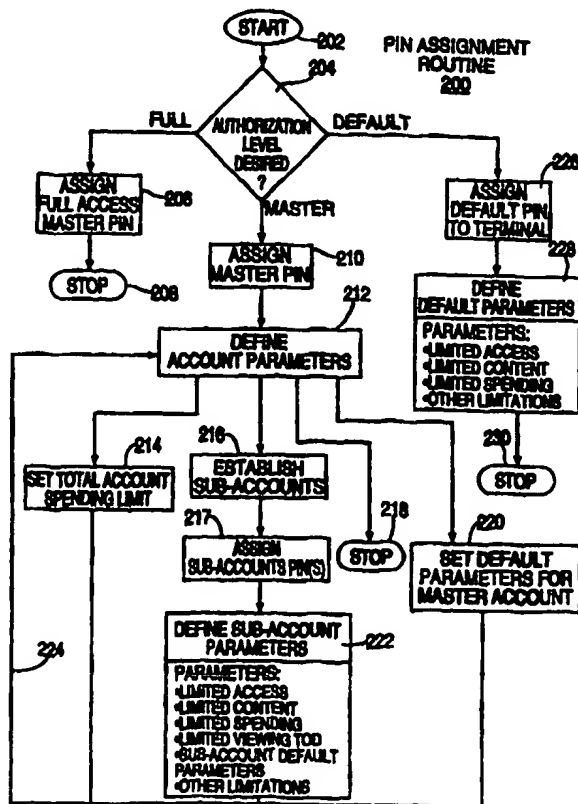 START
202
PIN ASSIGNMENT
ROUTINE
200
204
FULL
AUTHORIZATION
LEVEL
DESIRED
?
DEFAULT
MASTER
ASSIGN
FULL ACCESS
MASTER PIN
206
STOP
208
ASSIGN
MASTER PIN
210
226
ASSIGN
DEFAULT PIN
TO TERMINAL
228
DEFINE
DEFAULT PARAMETERS
PARAMETERS:
•LIMITED ACCESS
•LIMITED CONTENT
•LIMITED SPENDING
•OTHER LIMITATIONS
230
STOP
212
DEFINE
ACCOUNT PARAMETERS
214
SET TOTAL ACCOUNT
SPENDING LIMIT
216
ESTABLISH
SUB-ACCOUNTS
217
ASSIGN
SUB-ACCOUNTS PIN(S)
218
STOP
220
SET DEFAULT
PARAMETERS FOR
MASTER ACCOUNT
DEFINE SUB-ACCOUNT
PARAMETERS
222
PARAMETERS:
•LIMITED ACCESS
•LIMITED CONTENT
•LIMITED SPENDING
•LIMITED VIEWING TOD
•SUB-ACCOUNT DEFAULT
PARAMETERS
•OTHER LIMITATIONS
224